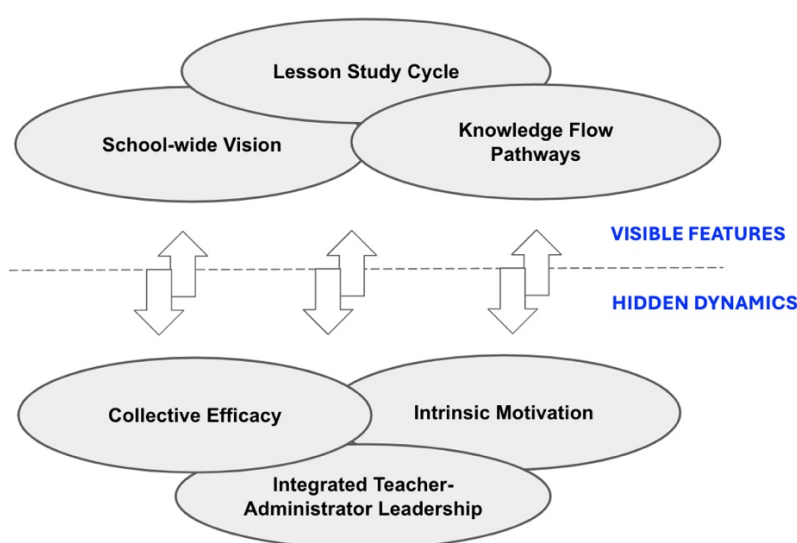 Lesson Study Cycle
School-wide Vision
Knowledge Flow
Pathways
VISIBLE FEATURES
HIDDEN DYNAMICS
Collective Efficacy
Intrinsic Motivation
Integrated Teacher-
Administrator Leadership